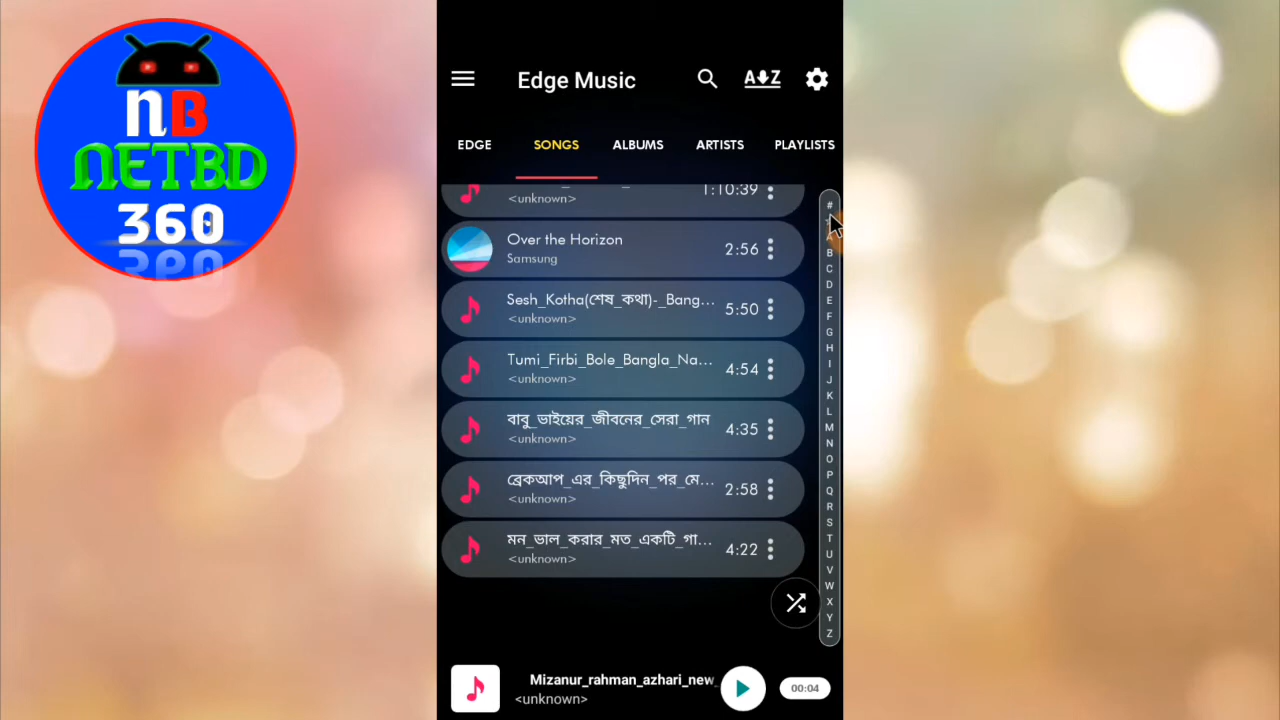 NB
NETBD
360
Edge Music
A Z
EDGE SONGS ALBUMS ARTISTS PLAYLISTS
1:10:39
<unknown>
Over the Horizon
Samsung
2:56
Sesh_Kotha(শেষ_কথা)-_Bang...
<unknown>
5:50
Tumi_Firbi_Bole_Bangla_Na...
<unknown>
4:54
বাবু_ভাইয়ের_জীবনের_সেরা_গান
<unknown>
4:35
ব্রেকআপ_এর_কিছুদিন_পর_মে...
<unknown>
2:58
মন_ভাল_করার_মত_একটি_গা...
<unknown>
4:22
#
A
B
C
D
E
F
G
H
I
J
K
L
M
N
O
P
Q
R
S
T
U
V
W
X
Y
Z
Mizanur_rahman_azhari_new_
<unknown>
00:04